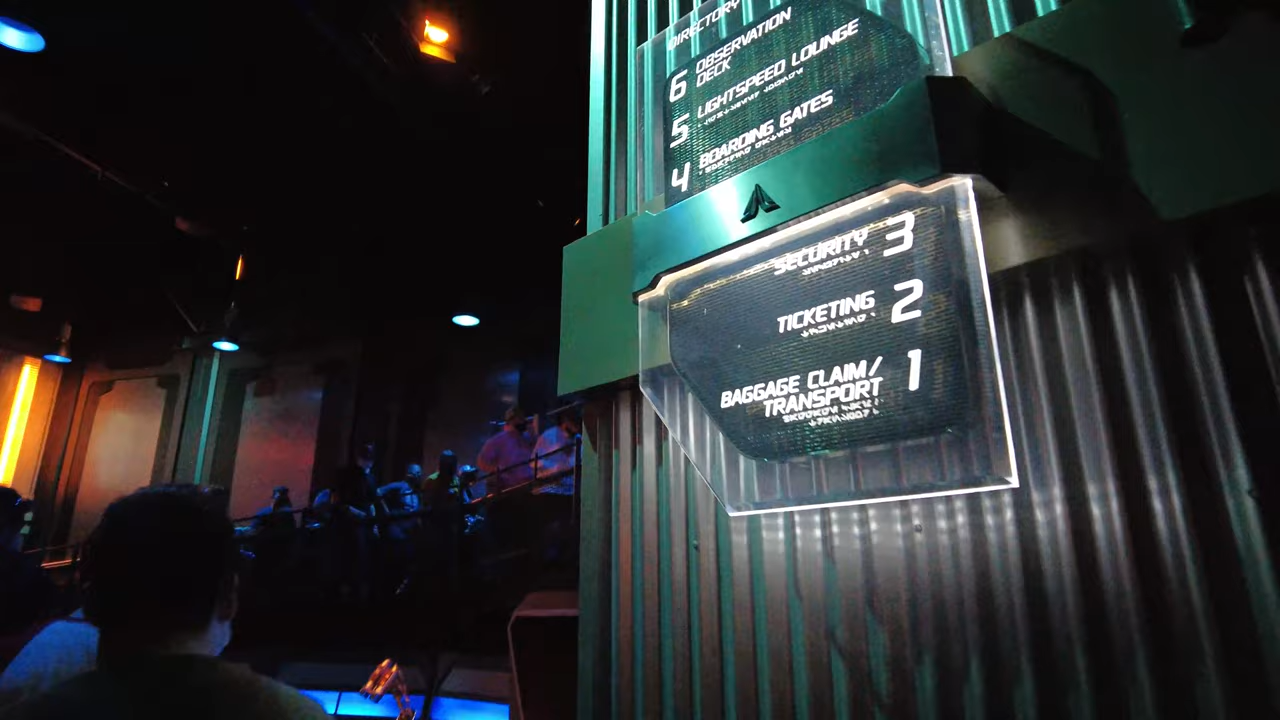 DIRECTORY
6 OBSERVATION
DECK
5 LIGHTSPEED LOUNGE
4 BOARDING GATES
SECURITY 3
TICKETING 2
BAGGAGE CLAIM/ 1
TRANSPORT